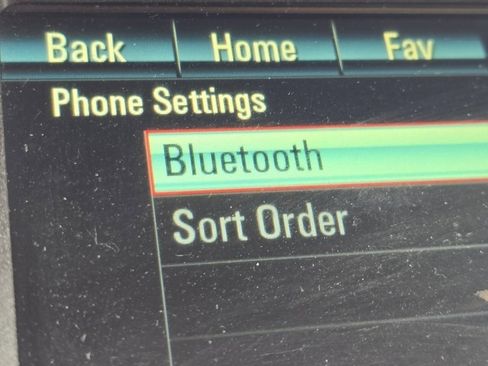 Back Home Fav
Phone Settings
Bluetooth
Sort Order